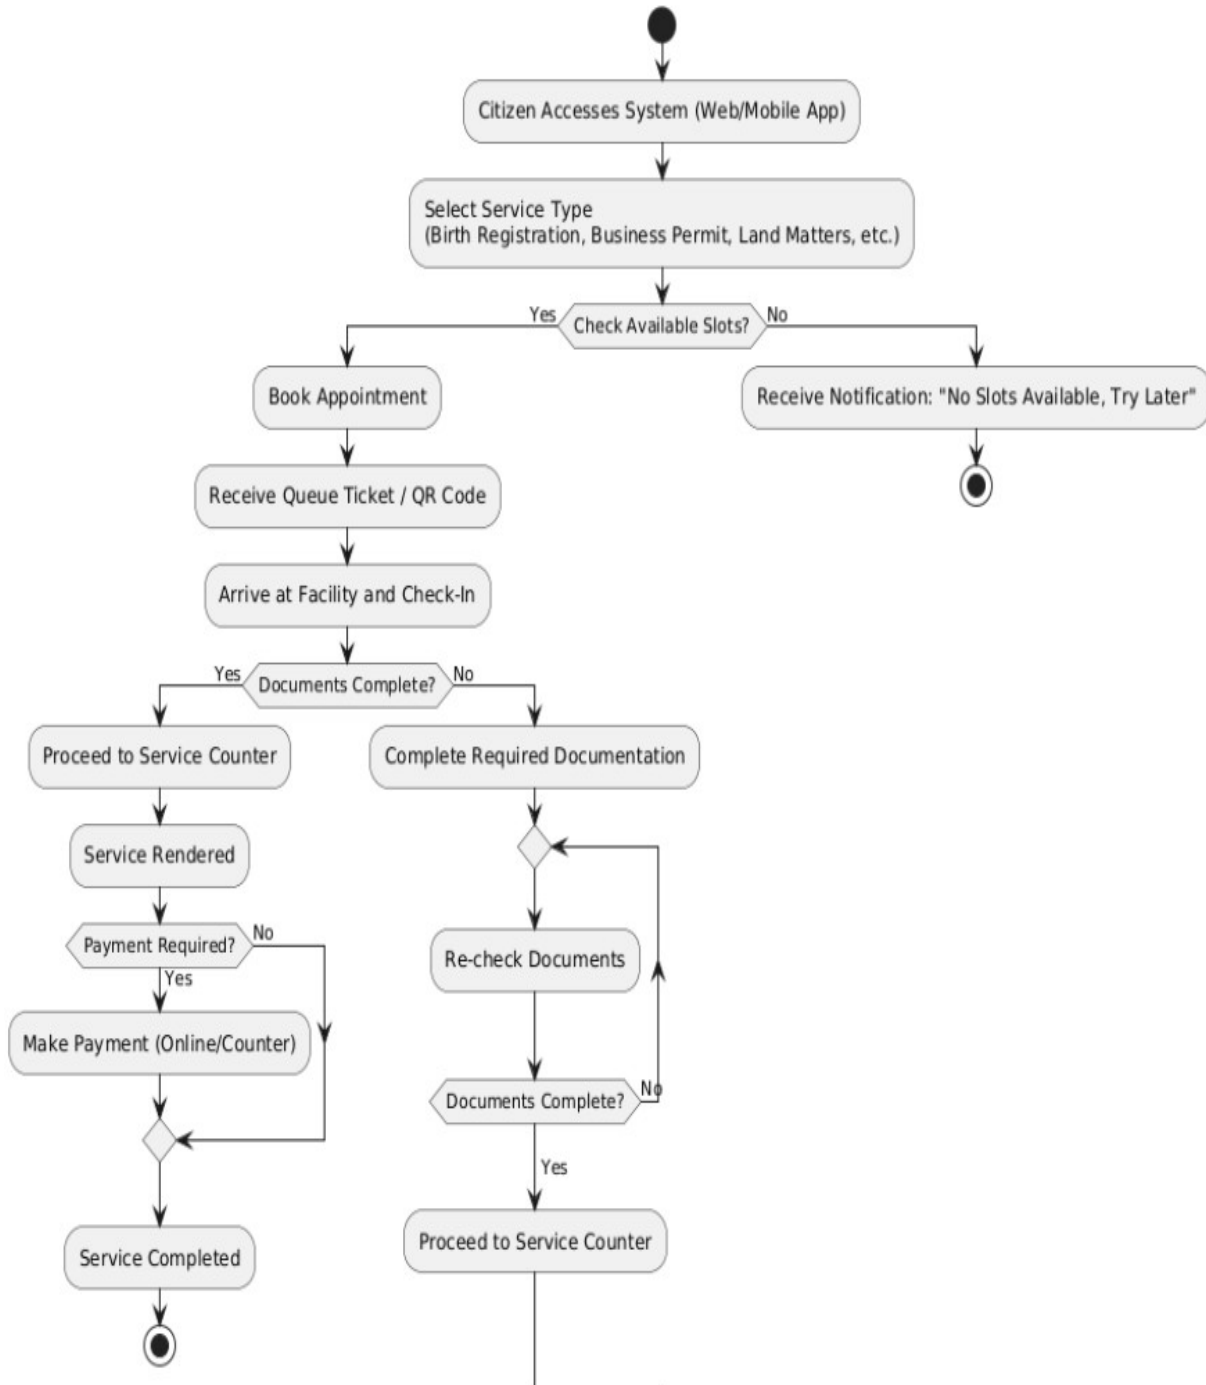 Citizen Accesses System (Web/Mobile App)
Select Service Type
(Birth Registration, Business Permit, Land Matters, etc.)
Yes
Check Available Slots?
No
Book Appointment
Receive Notification: "No Slots Available, Try Later"
Receive Queue Ticket / QR Code
Arrive at Facility and Check-In
Yes
Documents Complete?
No
Proceed to Service Counter
Complete Required Documentation
Service Rendered
Payment Required?
No
Yes
Re-check Documents
Make Payment (Online/Counter)
Documents Complete?
No
Yes
Service Completed
Proceed to Service Counter